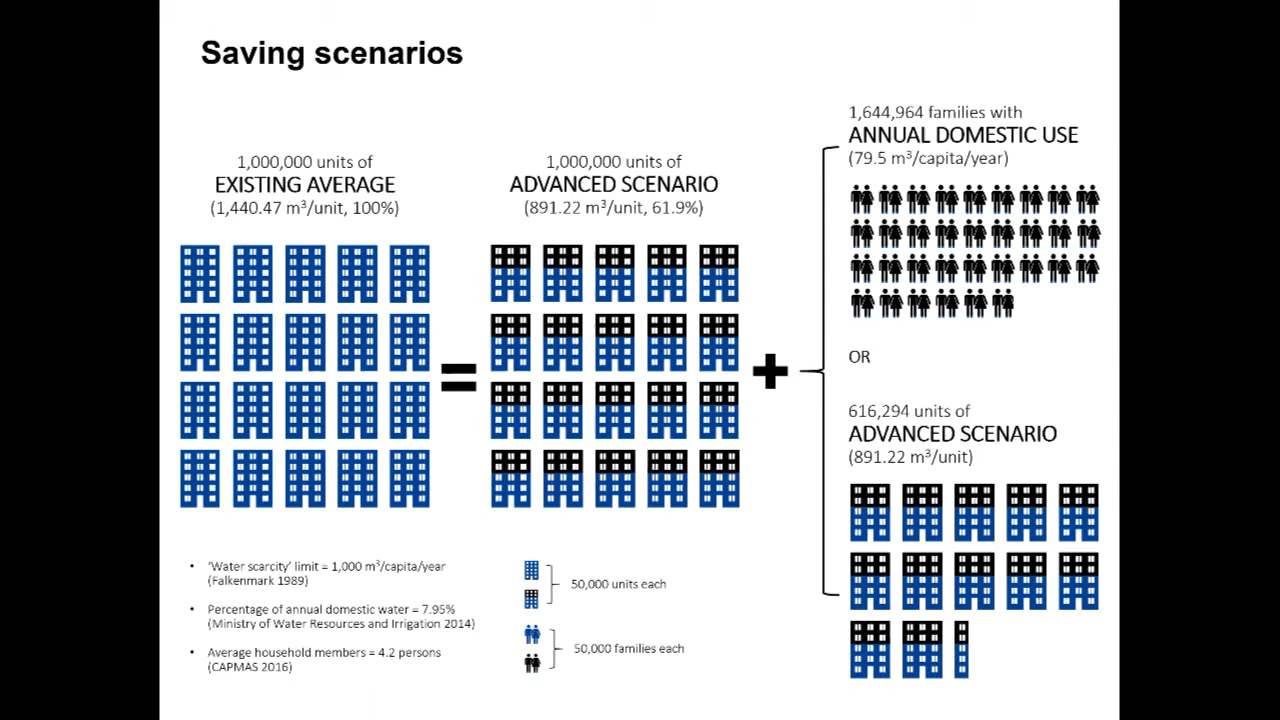 Saving scenarios
1,000,000 units of
EXISTING AVERAGE
(1,440.47 m³/unit, 100%)
1,000,000 units of
ADVANCED SCENARIO
(891.22 m³/unit, 61.9%)
1,644,964 families with
ANNUAL DOMESTIC USE
(79.5 m³/capita/year)
OR
616,294 units of
ADVANCED SCENARIO
(891.22 m³/unit)
• 'Water scarcity' limit = 1,000 m³/capita/year
(Falkenmark 1989)
• Percentage of annual domestic water = 7.95%
(Ministry of Water Resources and Irrigation 2014)
• Average household members = 4.2 persons
(CAPMAS 2016)
50,000 units each
50,000 families each